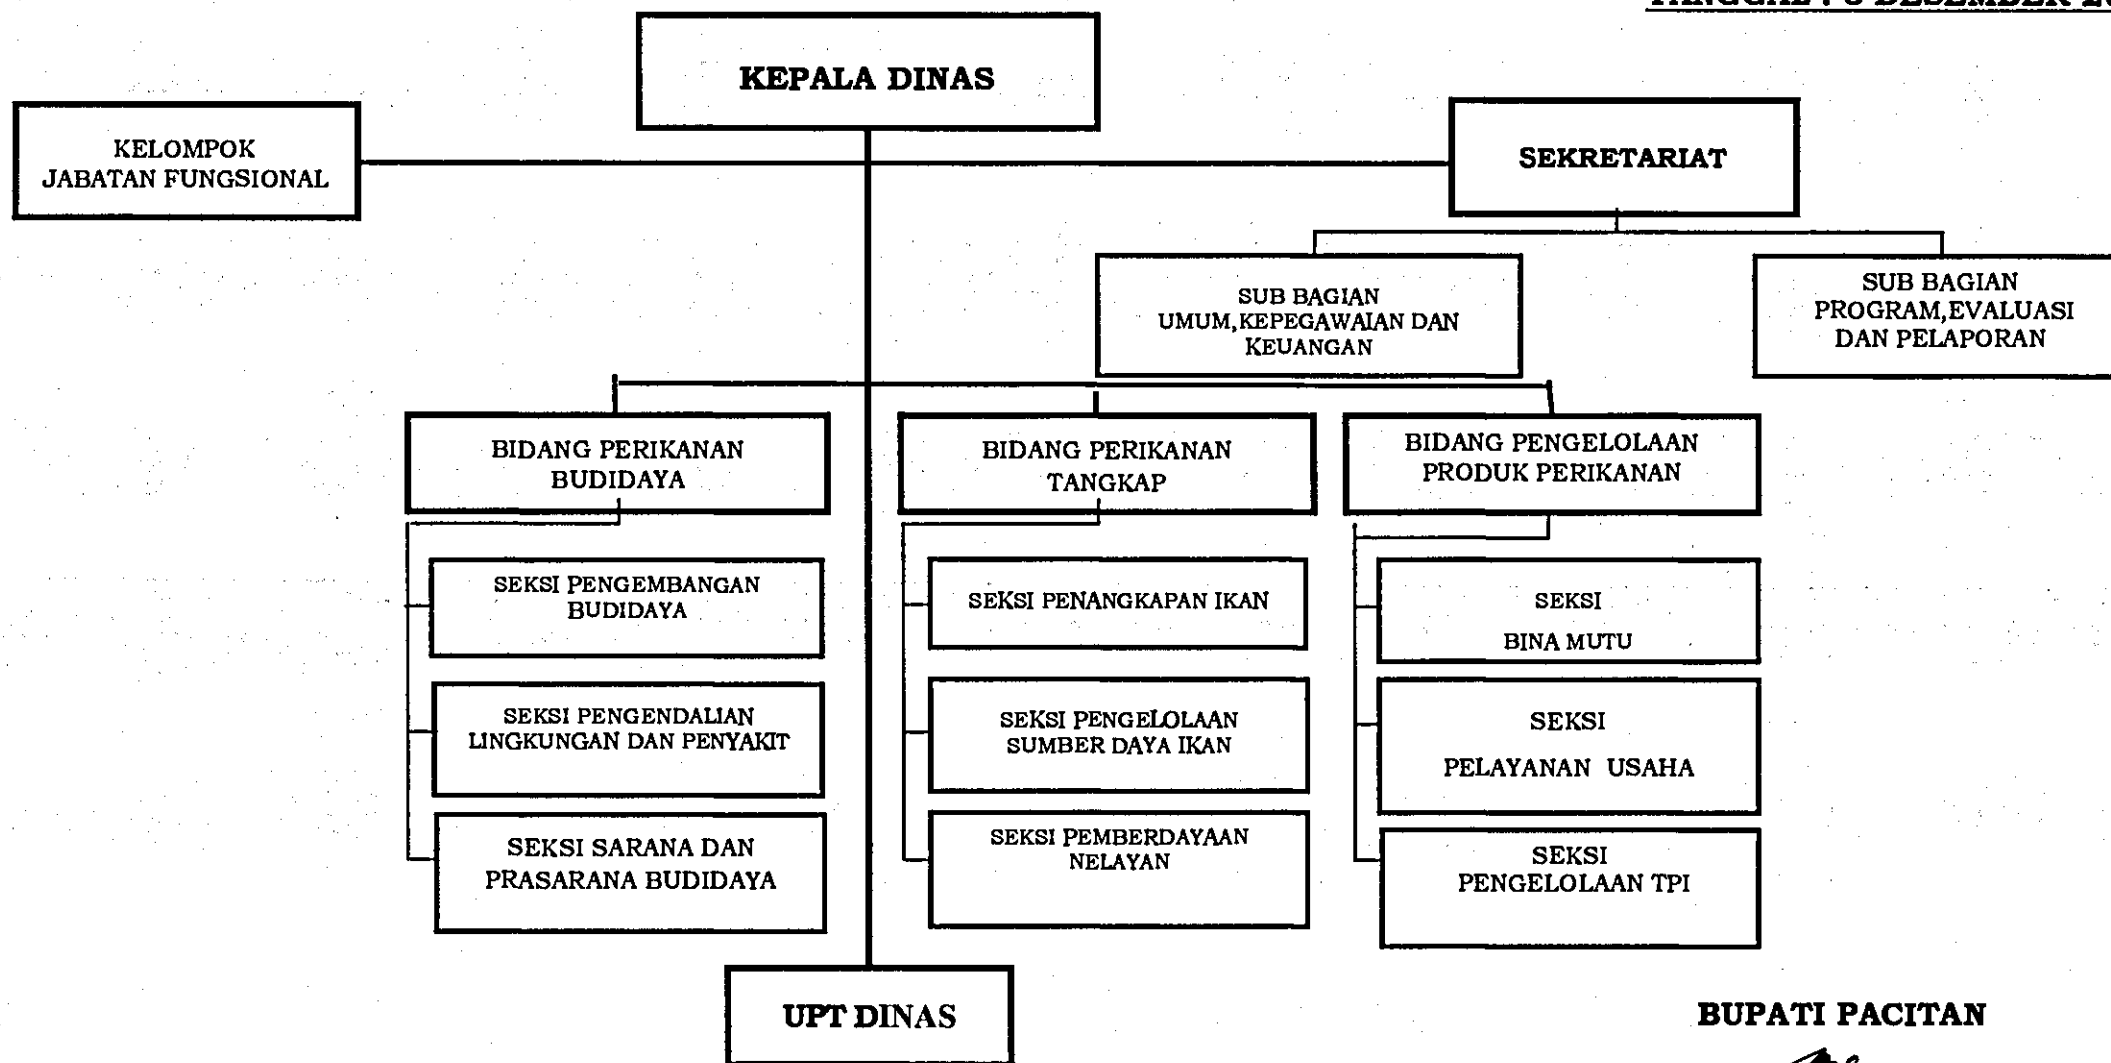 KEPALA DINAS
KELOMPOK
JABATAN FUNGSIONAL
SEKRETARIAT
SUB BAGIAN
UMUM,KEPEGAWAIAN DAN
KEUANGAN
SUB BAGIAN
PROGRAM,EVALUASI
DAN PELAPORAN
BIDANG PERIKANAN
BUDIDAYA
BIDANG PERIKANAN
TANGKAP
BIDANG PENGELOLAAN
PRODUK PERIKANAN
SEKSI PENGEMBANGAN
BUDIDAYA
SEKSI PENGENDALIAN
LINGKUNGAN DAN PENYAKIT
SEKSI SARANA DAN
PRASARANA BUDIDAYA
SEKSI PENANGKAPAN IKAN
SEKSI PENGELOLAAN
SUMBER DAYA IKAN
SEKSI PEMBERDAYAAN
NELAYAN
SEKSI
BINA MUTU
SEKSI
PELAYANAN USAHA
SEKSI
PENGELOLAAN TPI
UPT DINAS
BUPATI PACITAN